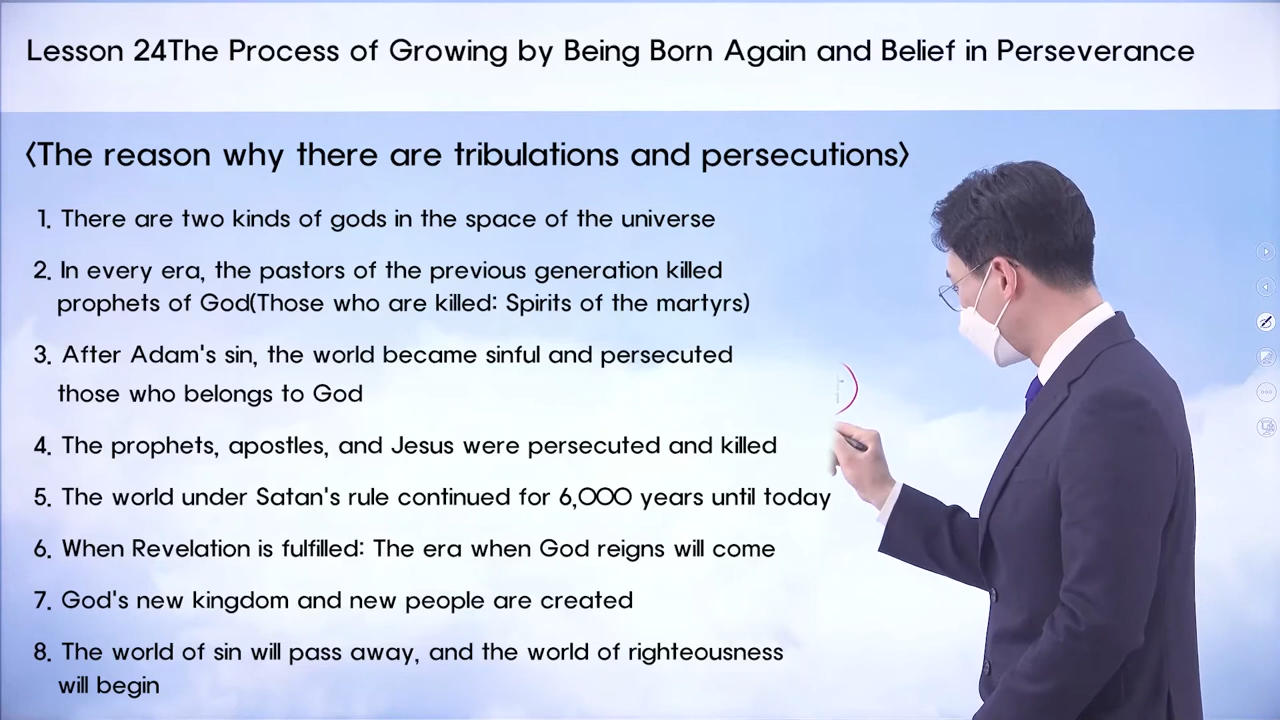 Lesson 24The Process of Growing by Being Born Again and Belief in Perseverance
〈The reason why there are tribulations and persecutions〉
1. There are two kinds of gods in the space of the universe
2. In every era, the pastors of the previous generation killed
prophets of God(Those who are killed: Spirits of the martyrs)
3. After Adam's sin, the world became sinful and persecuted
those who belongs to God
4. The prophets, apostles, and Jesus were persecuted and killed
5. The world under Satan's rule continued for 6,000 years until today
6. When Revelation is fulfilled: The era when God reigns will come
7. God's new kingdom and new people are created
8. The world of sin will pass away, and the world of righteousness
will begin